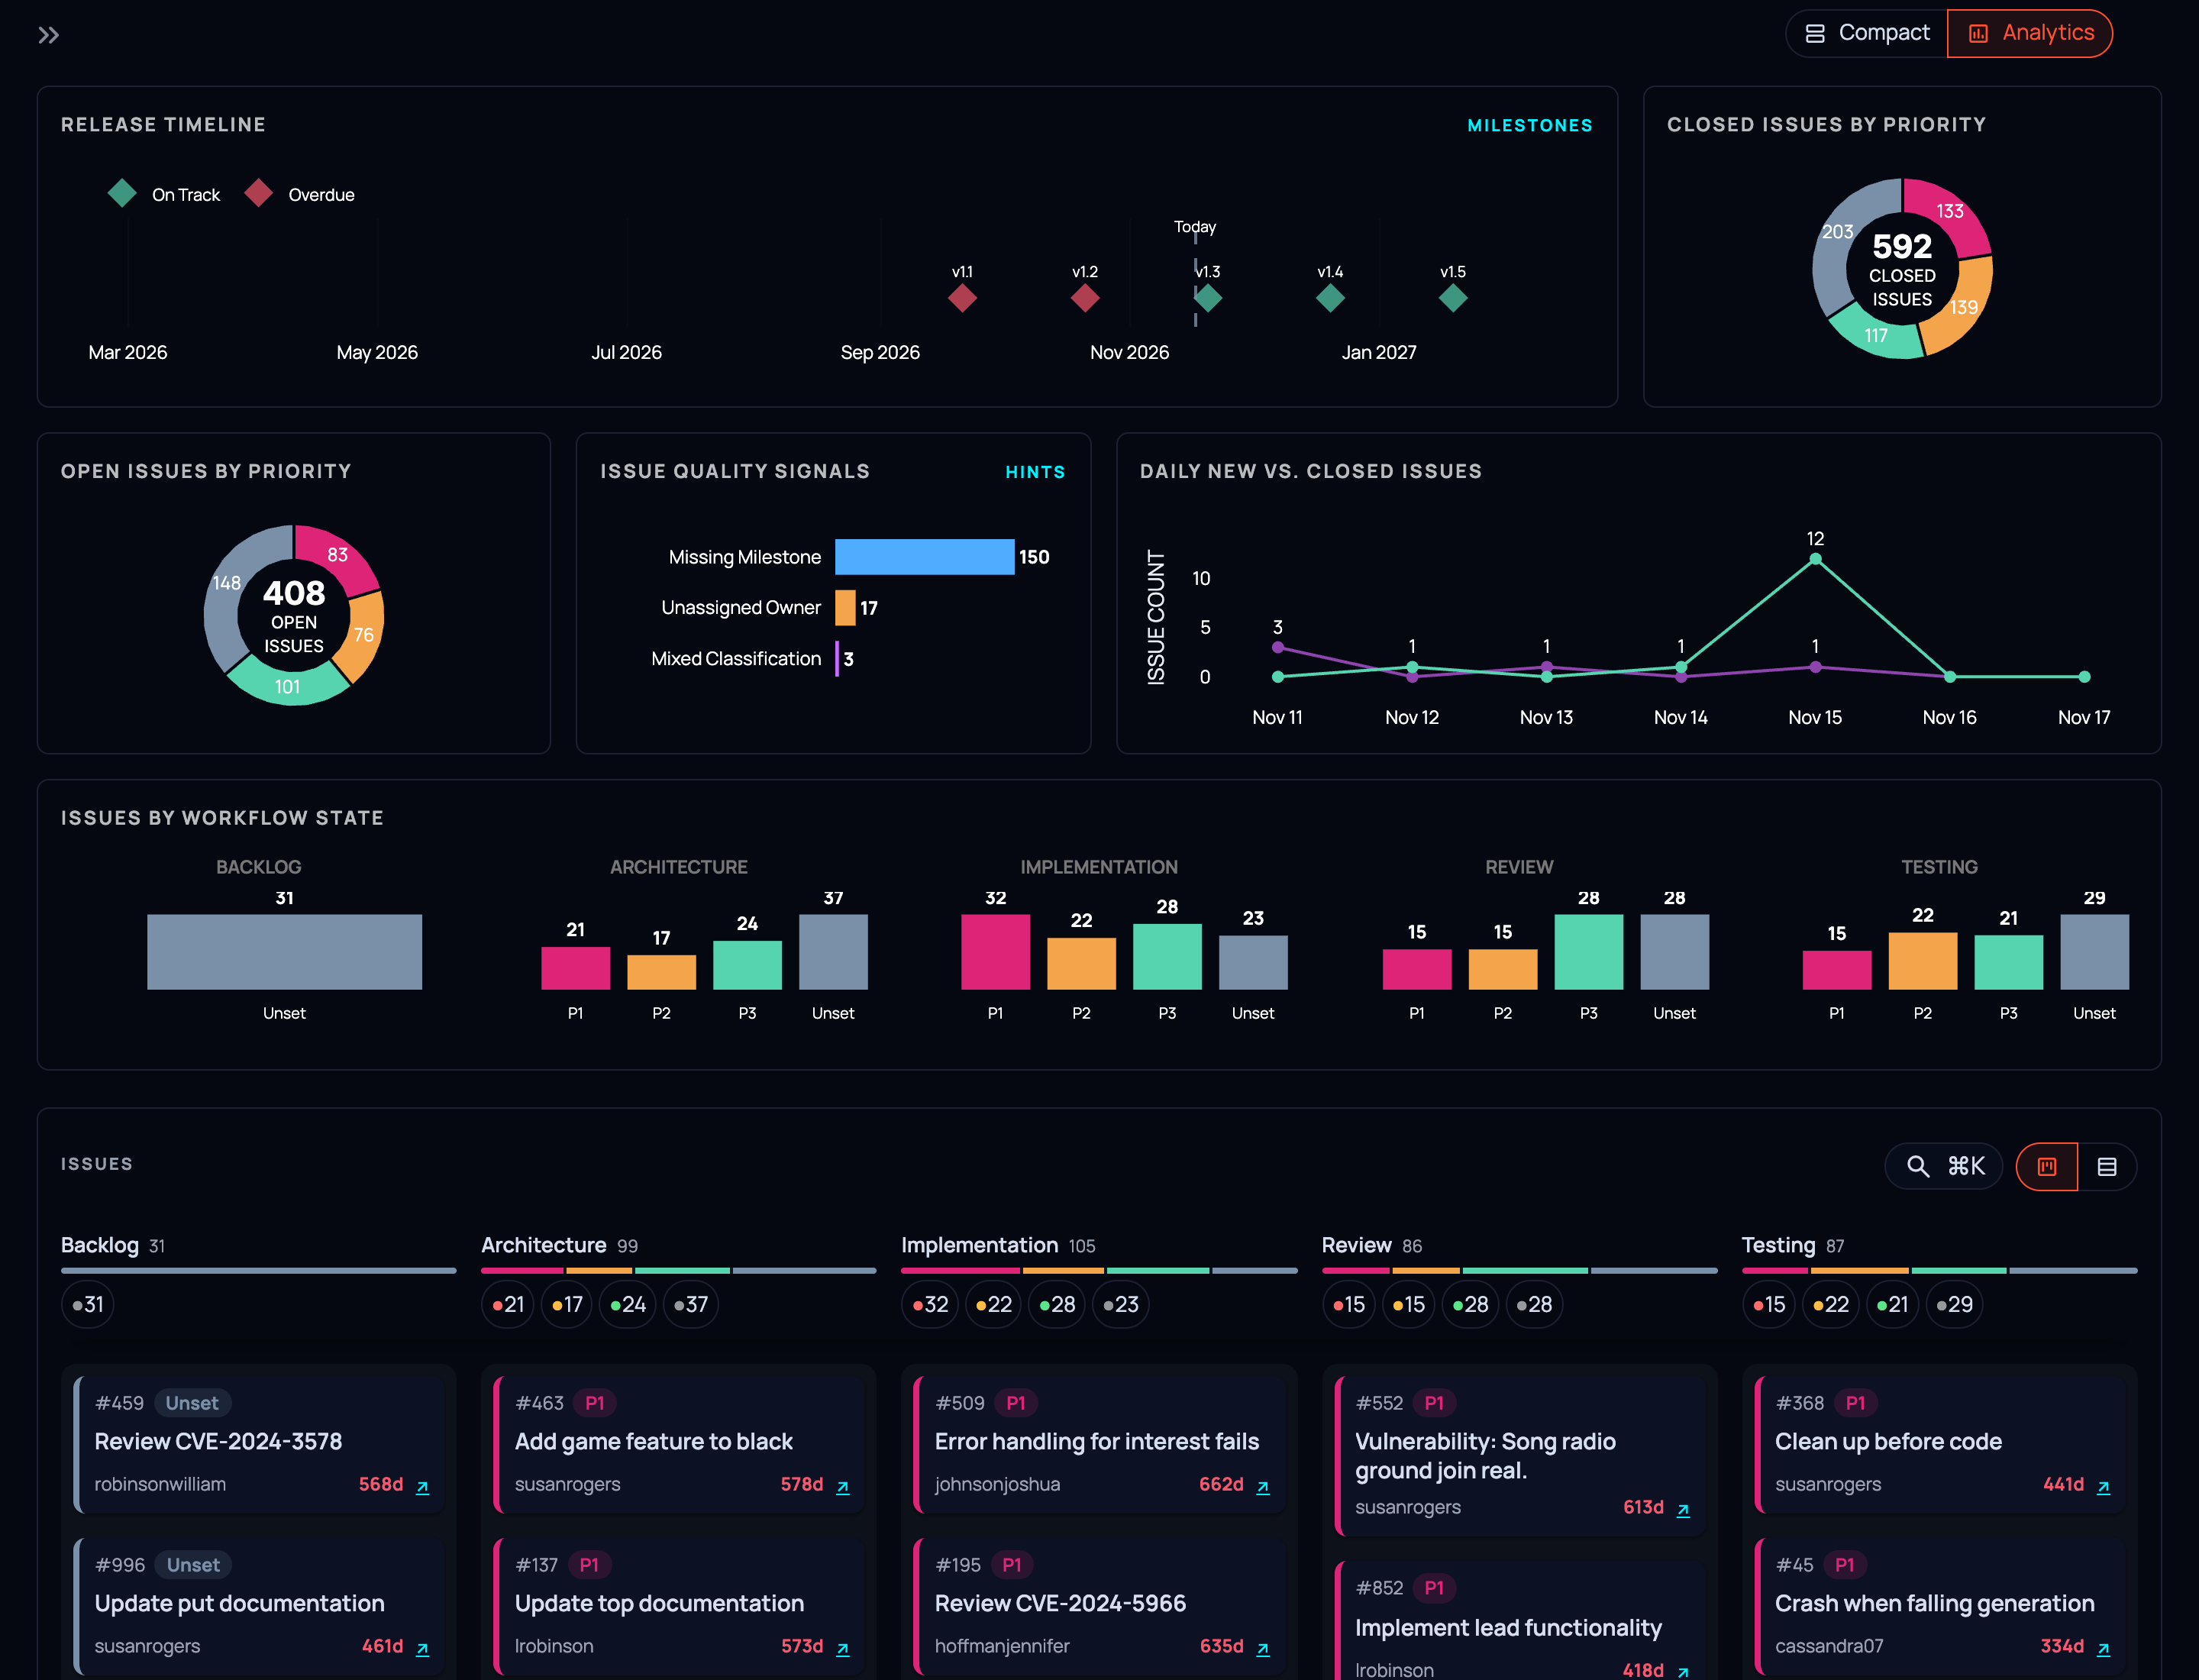 Compact Analytics
RELEASE TIMELINE MILESTONES
On Track Overdue
Today
v1.1 v1.2 v1.3 v1.4 v1.5
Mar 2026 May 2026 Jul 2026 Sep 2026 Nov 2026 Jan 2027
CLOSED ISSUES BY PRIORITY
133
203
592
CLOSED
ISSUES
139
117
OPEN ISSUES BY PRIORITY
83
148
408
OPEN
ISSUES
76
101
ISSUE QUALITY SIGNALS HINTS
Missing Milestone 150
Unassigned Owner 17
Mixed Classification 3
DAILY NEW VS. CLOSED ISSUES
ISSUE COUNT
10
5
0
3 1 1 1 12 1
Nov 11 Nov 12 Nov 13 Nov 14 Nov 15 Nov 16 Nov 17
ISSUES BY WORKFLOW STATE
BACKLOG
31
Unset
ARCHITECTURE
21 17 24 37
P1 P2 P3 Unset
IMPLEMENTATION
32 22 28 23
P1 P2 P3 Unset
REVIEW
15 15 28 28
P1 P2 P3 Unset
TESTING
15 22 21 29
P1 P2 P3 Unset
ISSUES
⌘K
Backlog 31
31
#459 Unset
Review CVE-2024-3578
robinsonwilliam 568d
#996 Unset
Update put documentation
susanrogers 461d
Architecture 99
21 17 24 37
#463 P1
Add game feature to black
susanrogers 578d
#137 P1
Update top documentation
lrobinson 573d
Implementation 105
32 22 28 23
#509 P1
Error handling for interest fails
johnsonjoshua 662d
#195 P1
Review CVE-2024-5966
hoffmanjennifer 635d
Review 86
15 15 28 28
#552 P1
Vulnerability: Song radio
ground join real.
susanrogers 613d
#852 P1
Implement lead functionality
lrobinson 418d
Testing 87
15 22 21 29
#368 P1
Clean up before code
susanrogers 441d
#45 P1
Crash when falling generation
cassandra07 334d